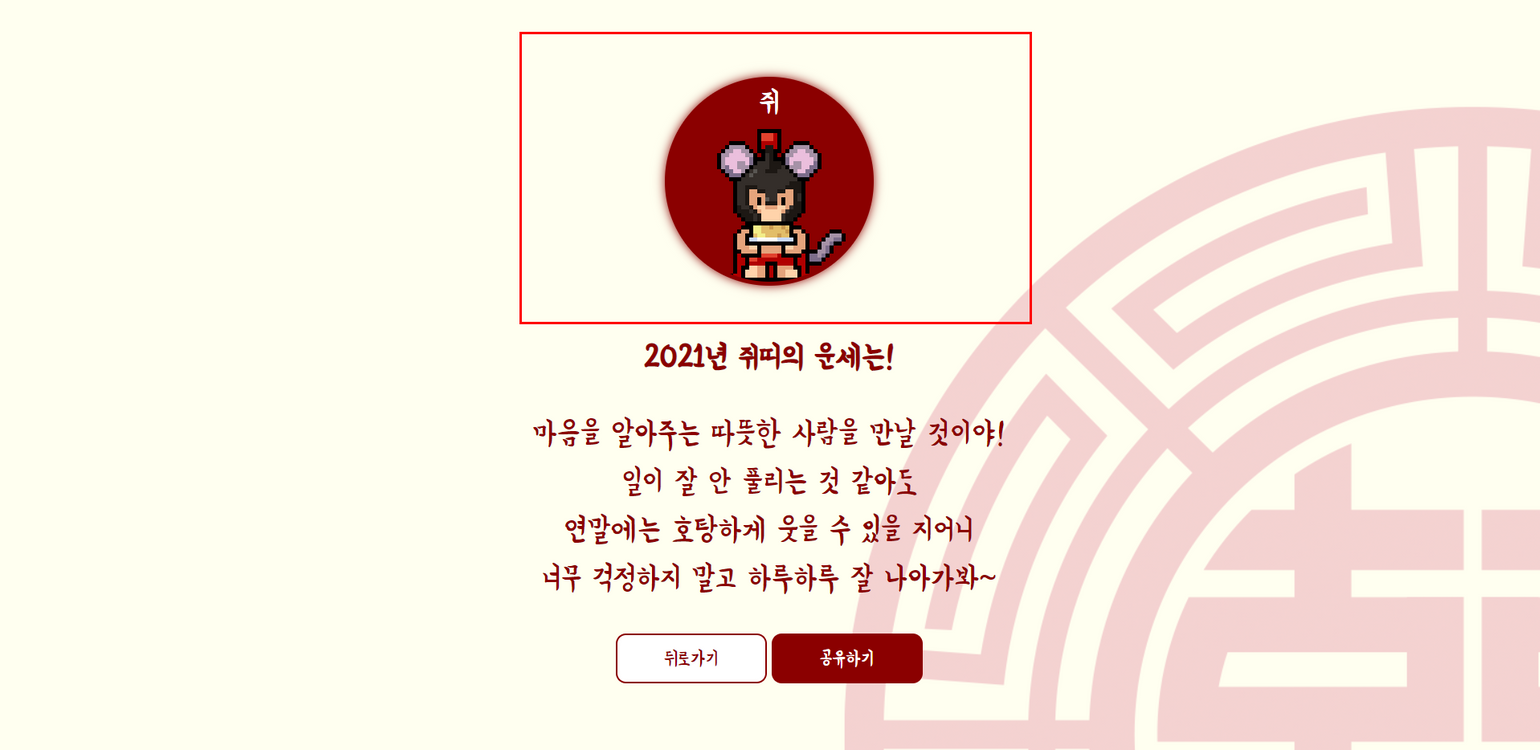 쥐
2021년 쥐띠의 운세는!
마음을 알아주는 따뜻한 사람을 만날 것이야!
일이 잘 안 풀리는 것 같아도
연말에는 호탕하게 웃을 수 있을 지어니
너무 걱정하지 말고 하루하루 잘 나아가봐~
뒤로가기 공유하기